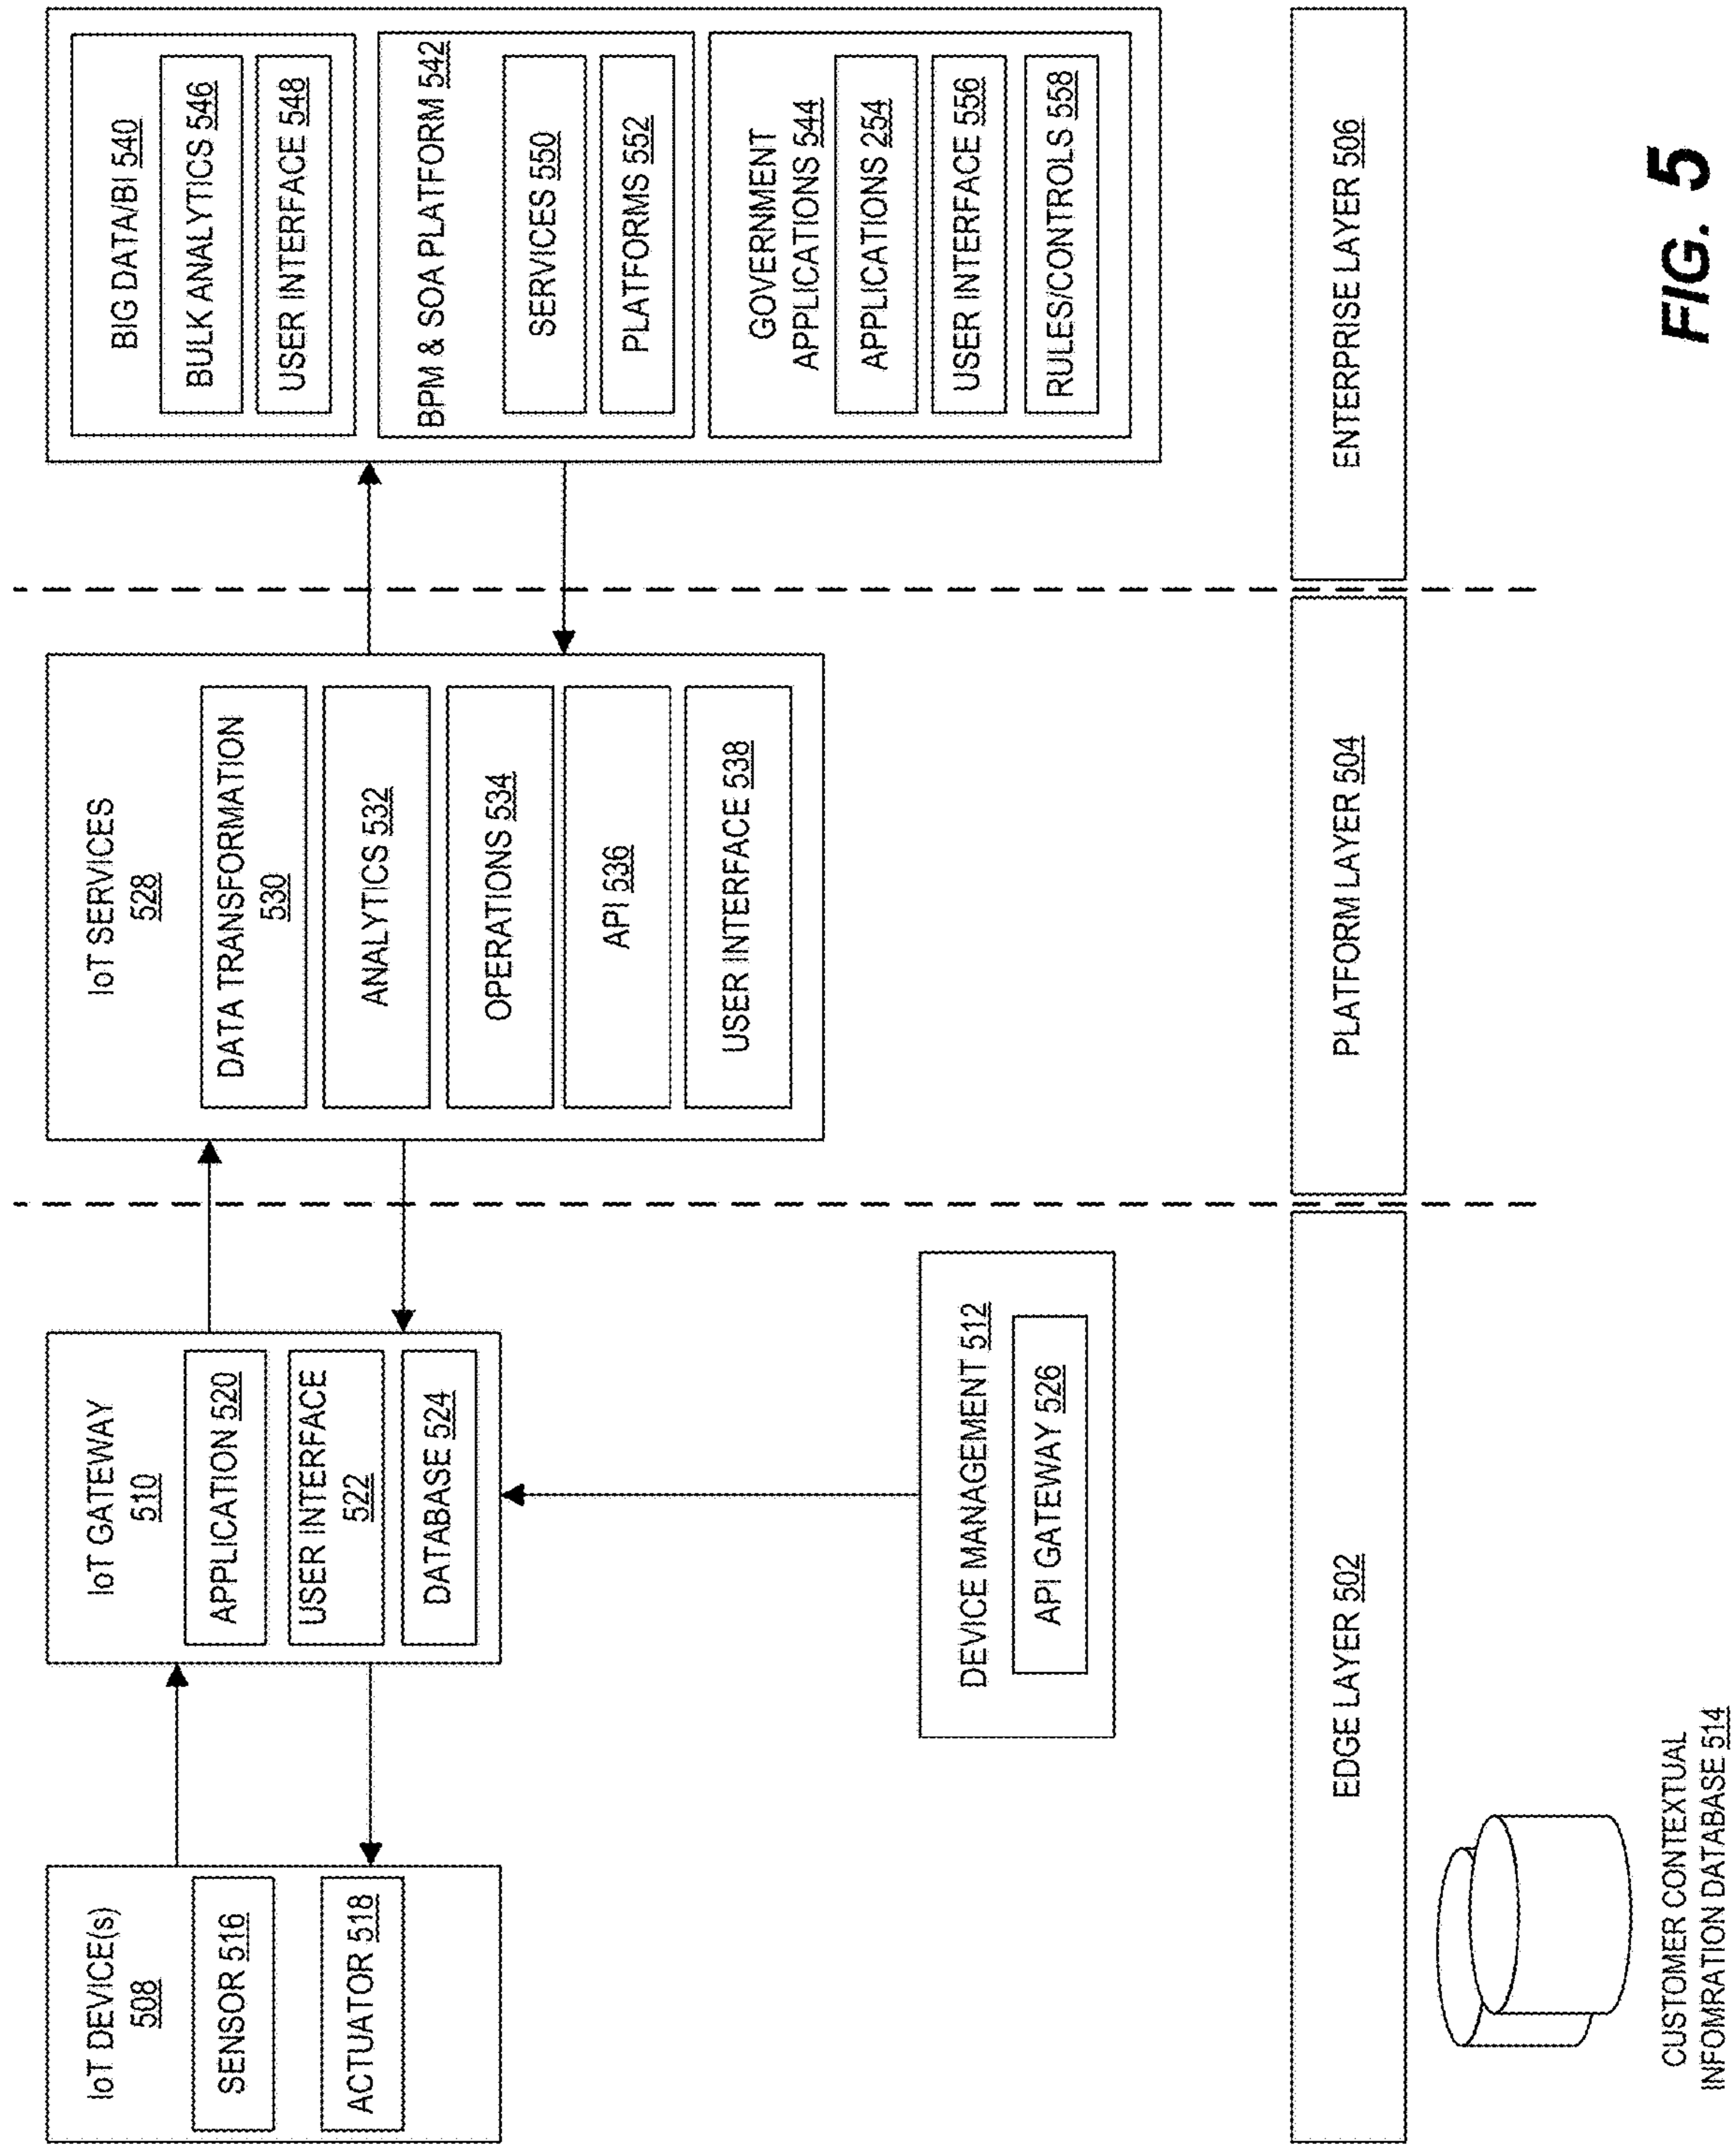 IoT DEVICE(s)
508
SENSOR 516
ACTUATOR 518
IoT GATEWAY
510
APPLICATION 520
USER INTERFACE
522
DATABASE 524
DEVICE MANAGEMENT 512
API GATEWAY 526
IoT SERVICES
528
DATA TRANSFORMATION
530
ANALYTICS 532
OPERATIONS 534
API 536
USER INTERFACE 538
BIG DATA/BI 540
BULK ANALYTICS 546
USER INTERFACE 548
BPM & SOA PLATFORM 542
SERVICES 550
PLATFORMS 552
GOVERNMENT
APPLICATIONS 544
APPLICATIONS 254
USER INTERFACE 556
RULES/CONTROLS 558
EDGE LAYER 502
PLATFORM LAYER 504
ENTERPRISE LAYER 506
CUSTOMER CONTEXTUAL
INFOMRATION DATABASE 514
FIG. 5